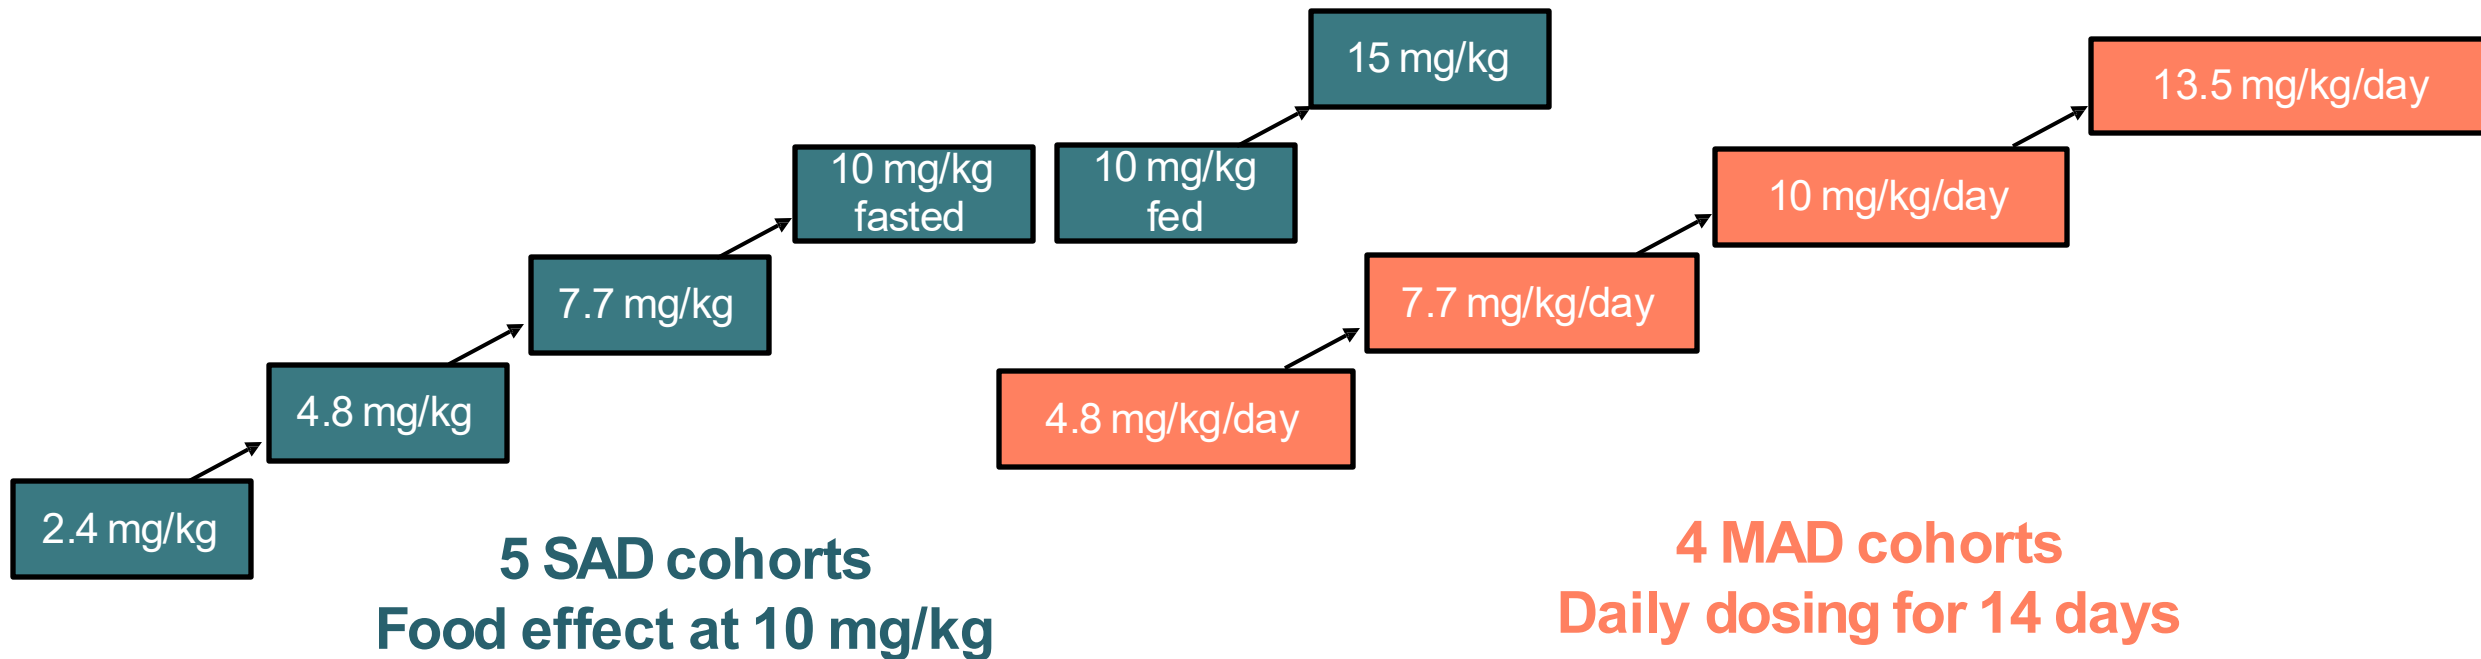 2.4 mg/kg
4.8 mg/kg
7.7 mg/kg
10 mg/kg
fasted
10 mg/kg
fed
15 mg/kg
5 SAD cohorts
Food effect at 10 mg/kg
4.8 mg/kg/day
7.7 mg/kg/day
10 mg/kg/day
13.5 mg/kg/day
4 MAD cohorts
Daily dosing for 14 days